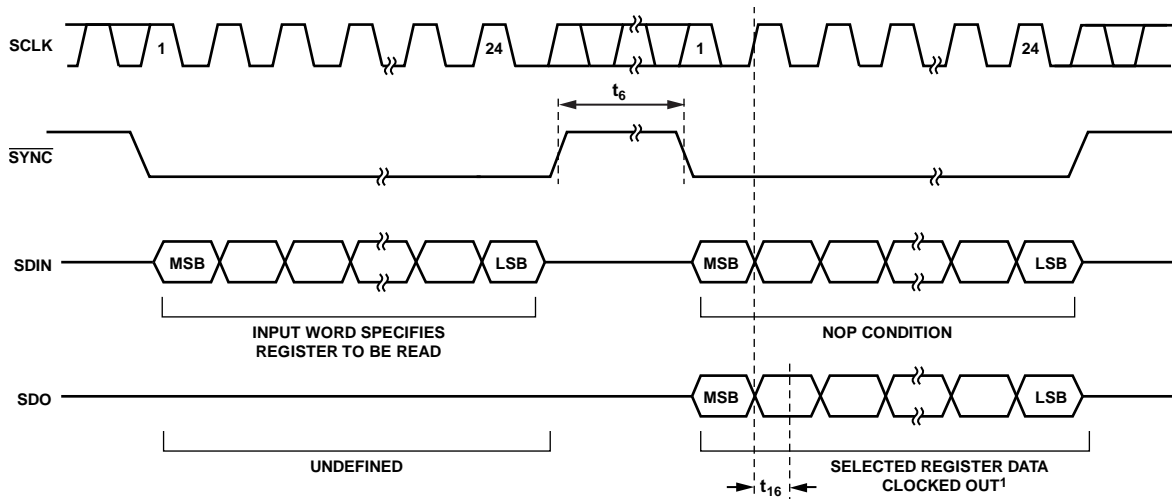 SCLK
1
24
1
24
t6
SYNC
SDIN
MSB
LSB
MSB
LSB
INPUT WORD SPECIFIES
REGISTER TO BE READ
NOP CONDITION
SDO
MSB
LSB
UNDEFINED
SELECTED REGISTER DATA
CLOCKED OUT1
t16